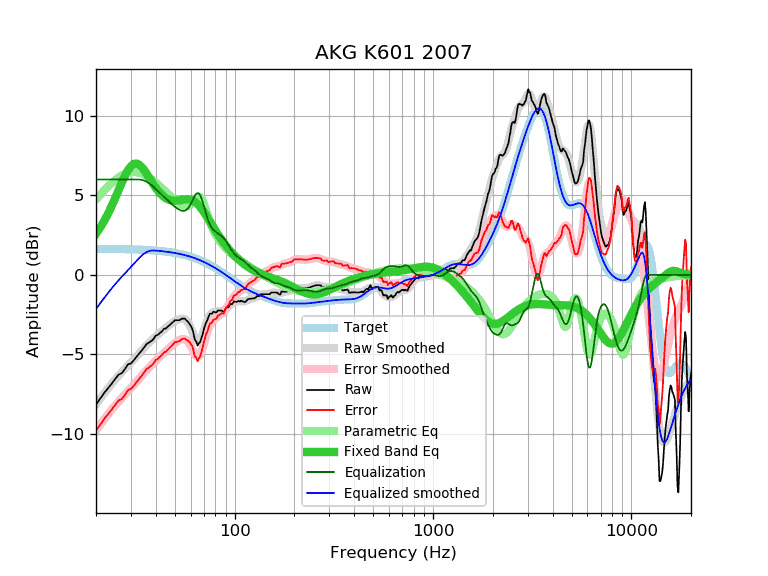 AKG K601 2007
Amplitude (dBr)
10
5
0
−5
−10
Target
Raw Smoothed
Error Smoothed
Raw
Error
Parametric Eq
Fixed Band Eq
Equalization
Equalized smoothed
100
1000
10000
Frequency (Hz)